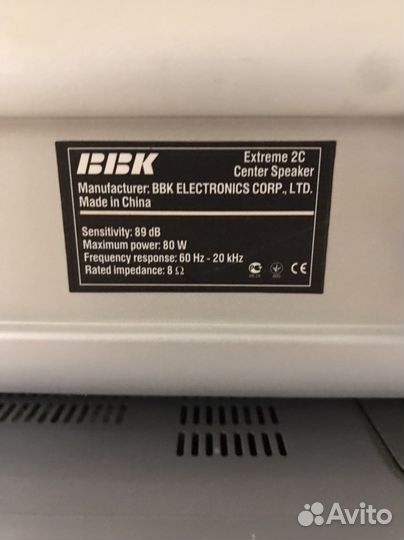 BBK
Extreme 2C
Center Speaker
Manufacturer: BBK ELECTRONICS CORP., LTD.
Made in China
Sensitivity: 89 dB
Maximum power: 80 W
Frequency response: 60 Hz - 20 kHz
Rated impedance: 8 Ω
CE
Avito